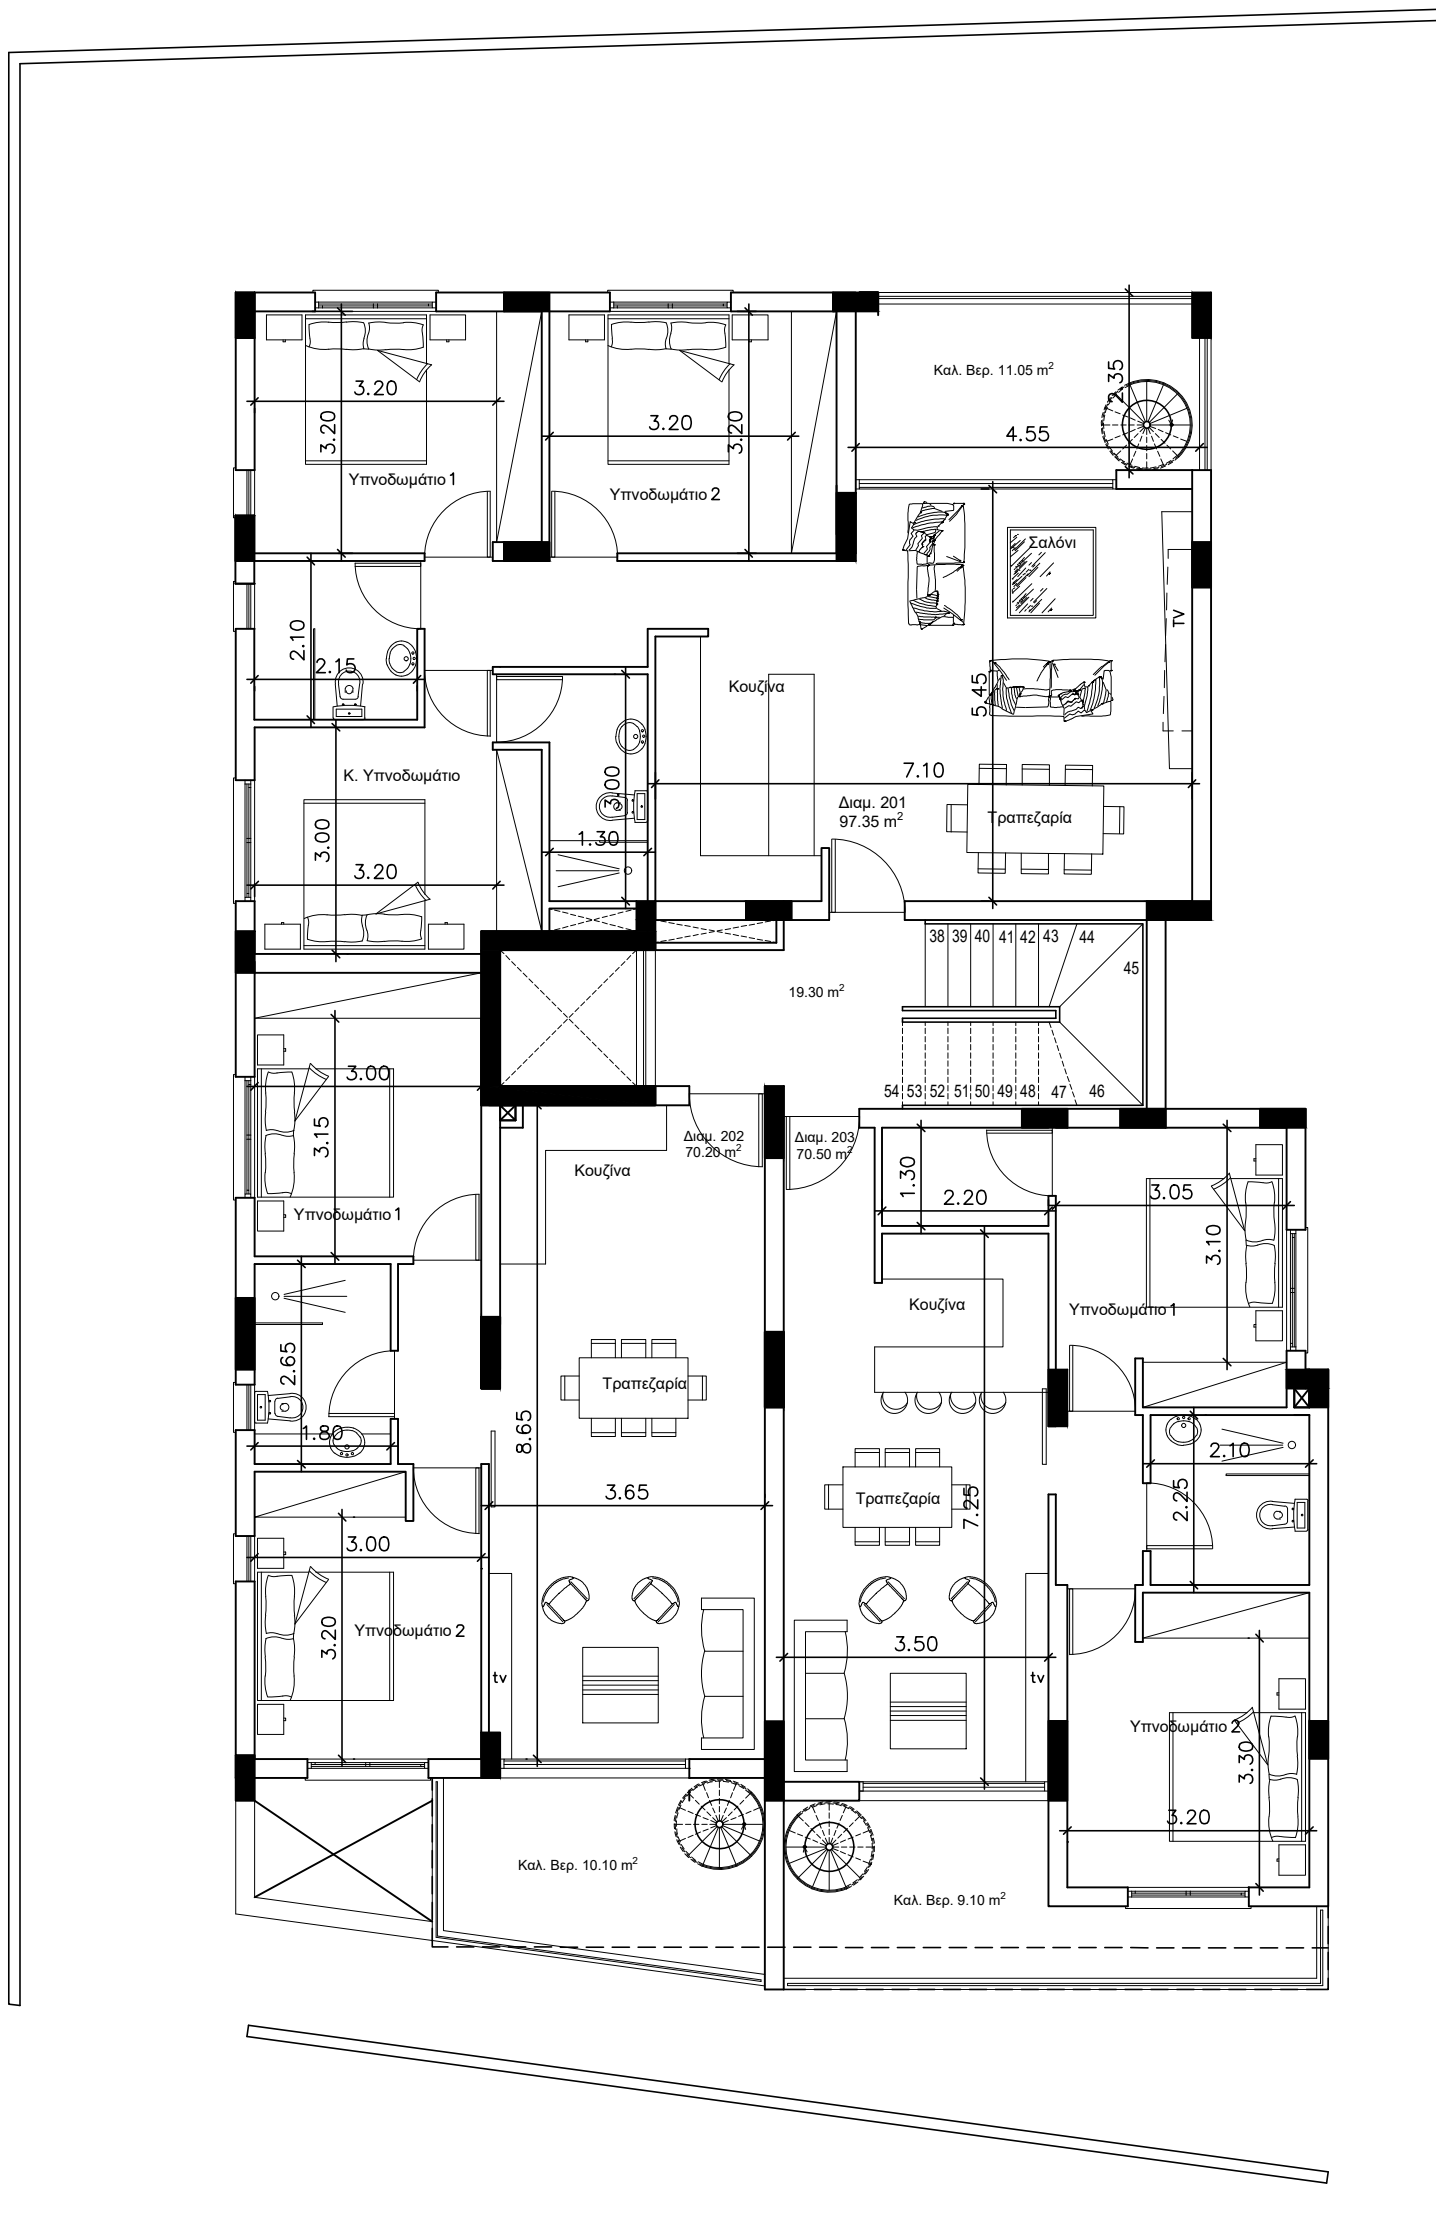 Καλ. Βερ. 11.05 m²
2.35
4.55
3.20
3.20
Υπνοδωμάτιο 1
3.20
3.20
Υπνοδωμάτιο 2
Σαλόνι
TV
2.10
2.15
Κουζίνα
5.45
7.10
Κ. Υπνοδωμάτιο
3.00
3.20
3.00
1.30
Διαμ. 201
97.35 m²
Τραπεζαρία
38 39 40 41 42 43 44
45
19.30 m²
54 53 52 51 50 49 48 47 46
3.00
3.15
Υπνοδωμάτιο 1
Διαμ. 202
70.20 m²
Κουζίνα
Διαμ. 203
70.50 m²
1.30
2.20
3.05
3.10
Υπνοδωμάτιο 1
Κουζίνα
2.65
1.80
Τραπεζαρία
8.65
3.65
Τραπεζαρία
7.25
2.10
2.25
3.00
3.20
Υπνοδωμάτιο 2
tv
3.50
tv
Υπνοδωμάτιο 2
3.30
3.20
Καλ. Βερ. 10.10 m²
Καλ. Βερ. 9.10 m²